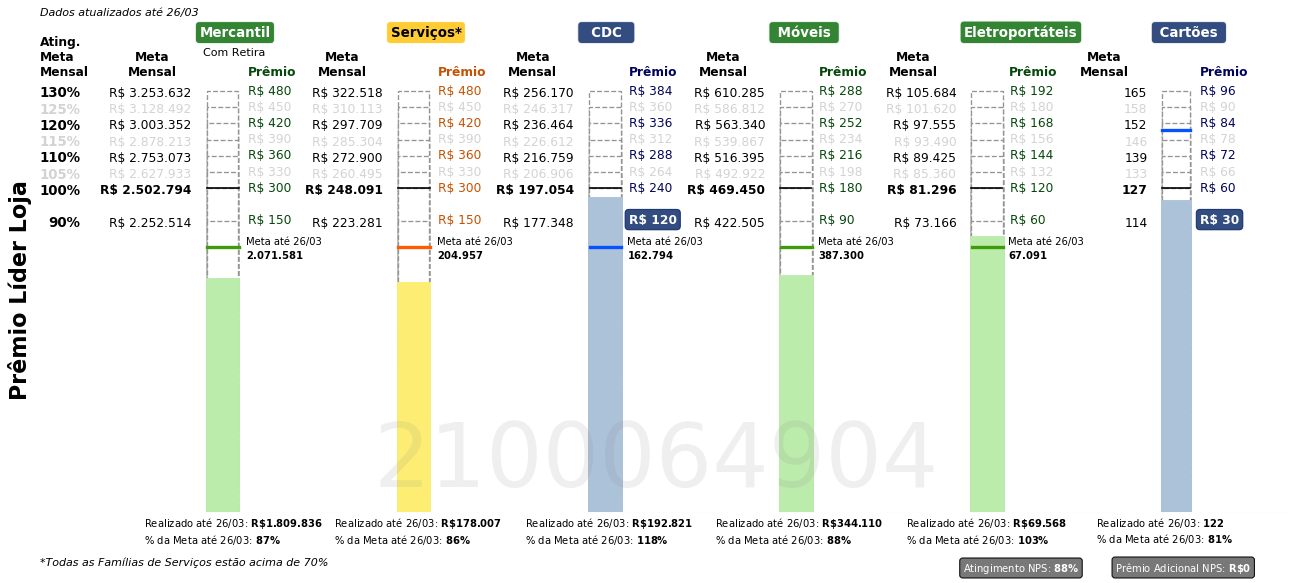 Dados atualizados até 26/03
Mercantil Serviços* CDC Móveis Eletroportáteis Cartões
Com Retira
Ating. Meta Mensal Meta Mensal Prêmio Meta Mensal Prêmio Meta Mensal Prêmio Meta Mensal Prêmio Meta Mensal Prêmio Meta Mensal Prêmio
130% R$ 3.253.632 R$ 480 R$ 322.518 R$ 480 R$ 256.170 R$ 384 R$ 610.285 R$ 288 R$ 105.684 R$ 192 165 R$ 96
125% R$ 3.128.492 R$ 450 R$ 310.113 R$ 450 R$ 246.317 R$ 360 R$ 586.812 R$ 270 R$ 101.620 R$ 180 158 R$ 90
120% R$ 3.003.352 R$ 420 R$ 297.709 R$ 420 R$ 236.464 R$ 336 R$ 563.340 R$ 252 R$ 97.555 R$ 168 152 R$ 84
115% R$ 2.878.213 R$ 390 R$ 285.304 R$ 390 R$ 226.612 R$ 312 R$ 539.867 R$ 234 R$ 93.490 R$ 156 146 R$ 78
110% R$ 2.753.073 R$ 360 R$ 272.900 R$ 360 R$ 216.759 R$ 288 R$ 516.395 R$ 216 R$ 89.425 R$ 144 139 R$ 72
105% R$ 2.627.933 R$ 330 R$ 260.495 R$ 330 R$ 206.906 R$ 264 R$ 492.922 R$ 198 R$ 85.360 R$ 132 133 R$ 66
100% R$ 2.502.794 R$ 300 R$ 248.091 R$ 300 R$ 197.054 R$ 240 R$ 469.450 R$ 180 R$ 81.296 R$ 120 127 R$ 60
90% R$ 2.252.514 R$ 150 R$ 223.281 R$ 150 R$ 177.348 R$ 120 R$ 422.505 R$ 90 R$ 73.166 R$ 60 114 R$ 30
Meta até 26/03 Meta até 26/03 Meta até 26/03 Meta até 26/03 Meta até 26/03
2.071.581 204.957 162.794 387.300 67.091
Prêmio Líder Loja
2100064904
Realizado até 26/03: R$1.809.836 Realizado até 26/03: R$178.007 Realizado até 26/03: R$192.821 Realizado até 26/03: R$344.110 Realizado até 26/03: R$69.568 Realizado até 26/03: 122
% da Meta até 26/03: 87% % da Meta até 26/03: 86% % da Meta até 26/03: 118% % da Meta até 26/03: 88% % da Meta até 26/03: 103% % da Meta até 26/03: 81%
*Todas as Famílias de Serviços estão acima de 70% Atingimento NPS: 88% Prêmio Adicional NPS: R$0